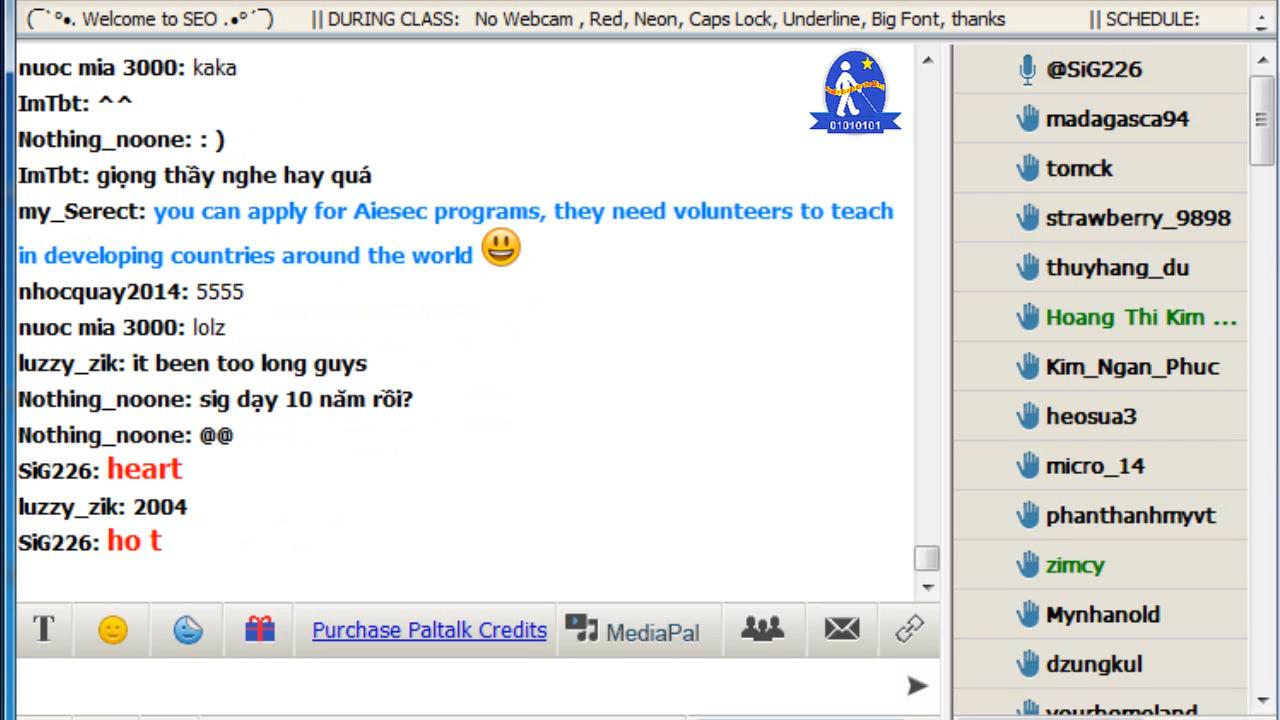 (¯`°•. Welcome to SEO .•°´¯) || DURING CLASS: No Webcam , Red, Neon, Caps Lock, Underline, Big Font, thanks || SCHEDULE:
nuoc mia 3000: kaka
ImTbt: ^^
Nothing_noone: : )
ImTbt: giọng thầy nghe hay quá
my_Serect: you can apply for Aiesec programs, they need volunteers to teach
in developing countries around the world
nhocquay2014: 5555
nuoc mia 3000: lolz
luzzy_zik: it been too long guys
Nothing_noone: sig dạy 10 năm rồi?
Nothing_noone: @@
SiG226: heart
luzzy_zik: 2004
SiG226: ho t
01010101
T
Purchase Paltalk Credits
MediaPal
@SiG226
madagasca94
tomck
strawberry_9898
thuyhang_du
Hoang Thi Kim ...
Kim_Ngan_Phuc
heosua3
micro_14
phanthanhmyvt
zimcy
Mynhanold
dzungkul
yourhomeland